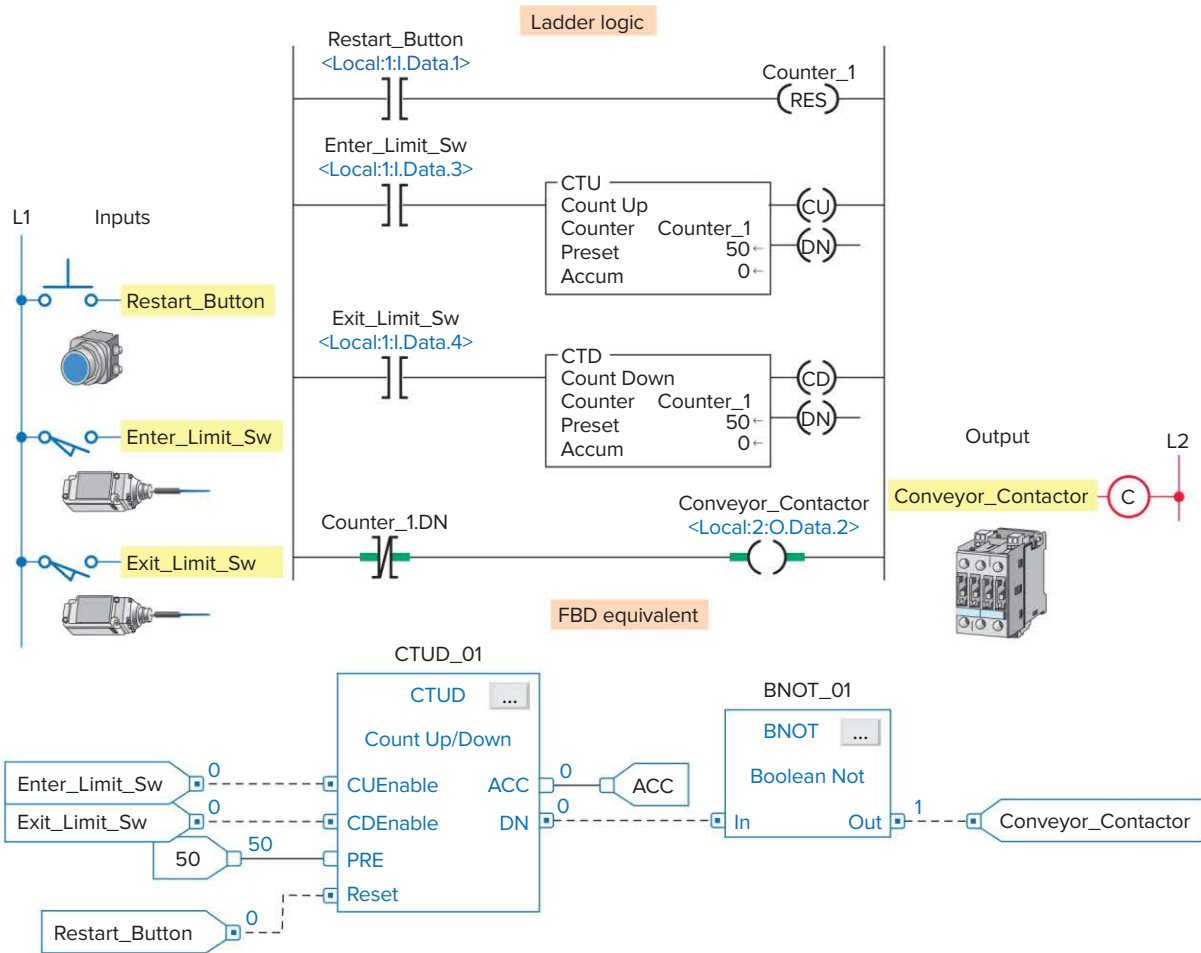 Ladder logic
Restart_Button
<Local:1:I.Data.1>
Counter_1
RES
Enter_Limit_Sw
<Local:1:I.Data.3>
CTU
Count Up
Counter Counter_1
Preset 50
Accum 0
CU
DN
L1 Inputs
Restart_Button
Exit_Limit_Sw
<Local:1:I.Data.4>
CTD
Count Down
Counter Counter_1
Preset 50
Accum 0
CD
DN
Enter_Limit_Sw
Output
L2
Conveyor_Contactor
C
Counter_1.DN
Conveyor_Contactor
<Local:2:O.Data.2>
Exit_Limit_Sw
FBD equivalent
CTUD_01
CTUD ...
Count Up/Down
BNOT_01
BNOT ...
Boolean Not
Enter_Limit_Sw 0 CUEnable ACC 0 ACC
Exit_Limit_Sw 0 CDEnable DN 0 In Out 1 Conveyor_Contactor
50 50 PRE
Reset
Restart_Button 0